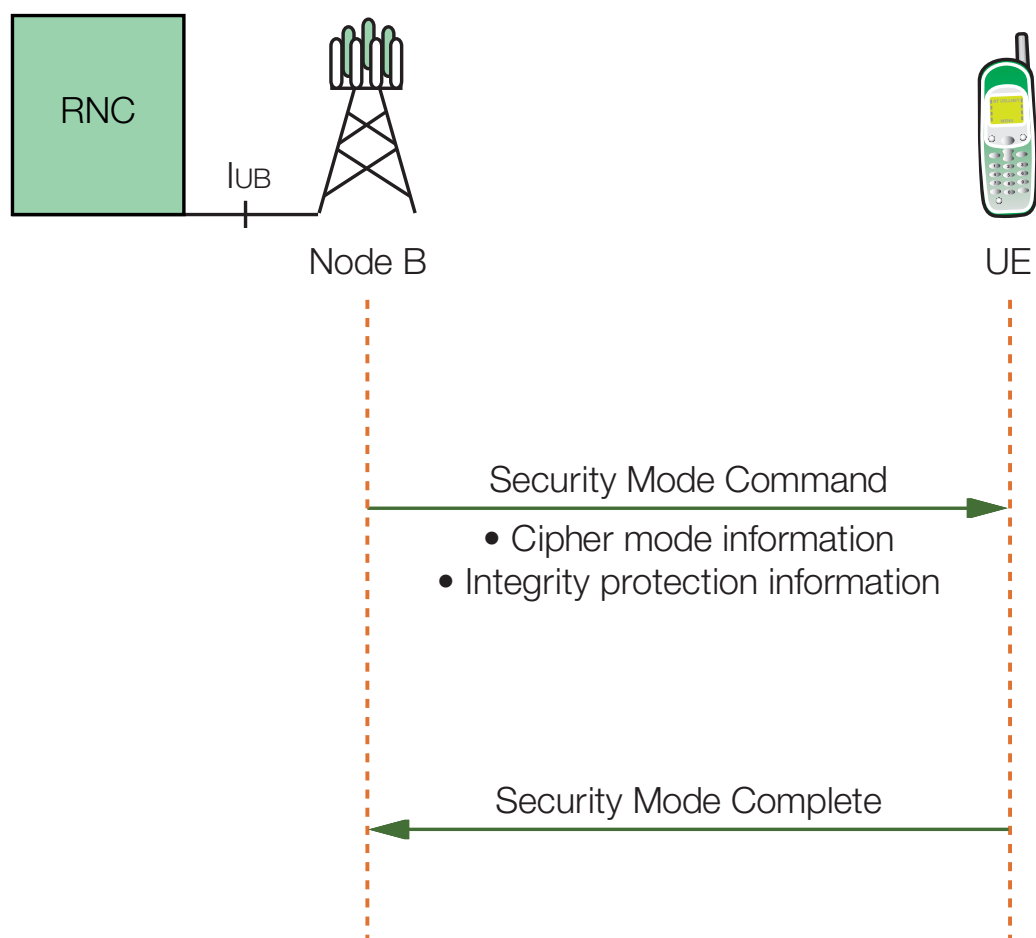 RNC
IUB
Node B
UE
Security Mode Command
• Cipher mode information
• Integrity protection information
Security Mode Complete